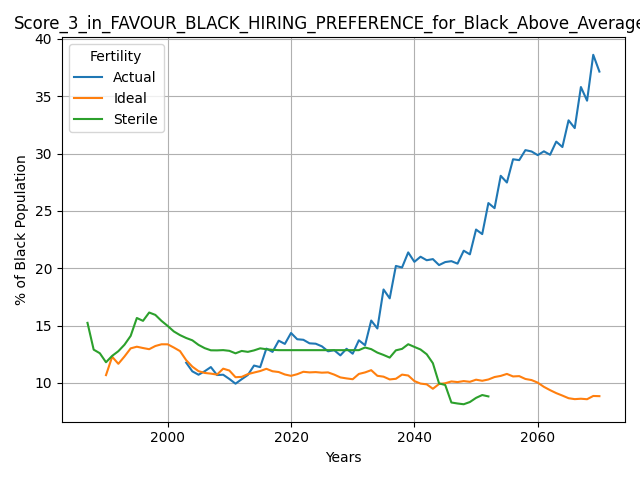 Score_3_in_FAVOUR_BLACK_HIRING_PREFERENCE_for_Black_Above_Average
Fertility
Actual
Ideal
Sterile
% of Black Population
40
35
30
25
20
15
10
2000
2020
2040
2060
Years